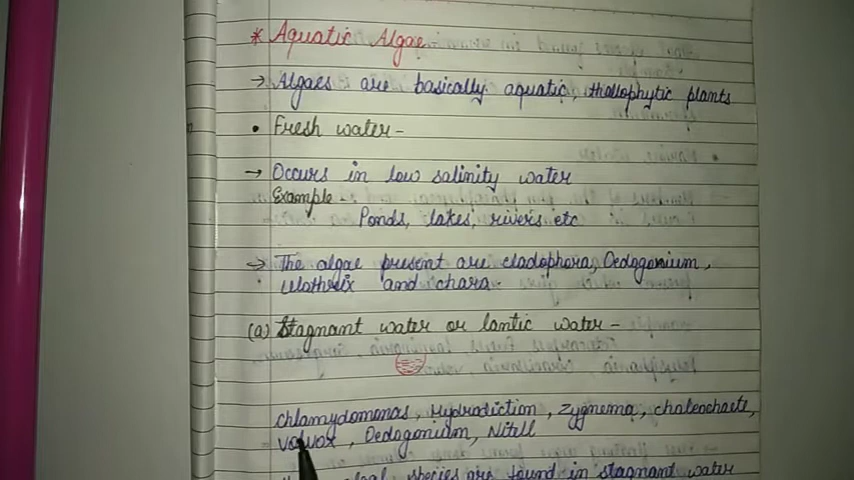 * Aquatic Algae
→ Algaes are basically aquatic, thallophytic plants
• Fresh water-
→ Occurs in low salinity water
Example -
Ponds, lakes, rivers etc
→ The algae present are cladophora, Oedogonium,
ulothrix and chara.
(a) Stagnant water or lantic water-
chlamydomonas, Hydrodiction, Zygnema, choleochaete,
volvox, Oedogonium, Nitell
species are found in stagnant water